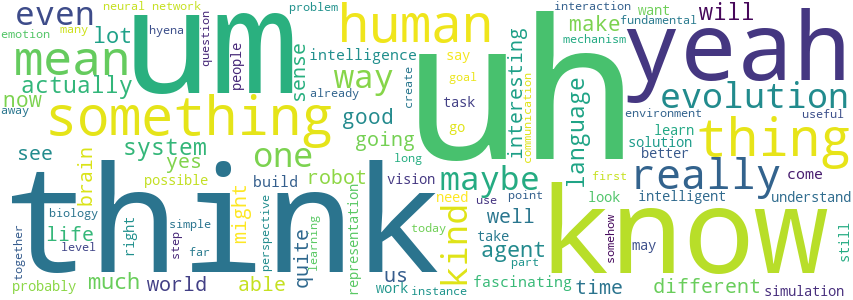 even
um
neural network
problem
human
interaction
want
will
emotion
many
hyena
question
people
lot
mean
sense
intelligence
say
make
fundamental
mechanism
yeah
actually
way
goal
interesting
uh
now
already
create
task
evolution
away
something
good
go
communication
language
environment
useful
learn
thing
see
system
going
solution
better
brain
yes
one
long
maybe
first
really
come
think
possible
robot
vision
need
look
intelligent
understand
might
build
representation
use
point
know
biology
perspective
kind
well
somehow
may
still
life
right
step
simple
quite
learning
today
take
together
level
far
us
agent
part
probably
much
world
able
work
instance
fascinating
time
different
simulation